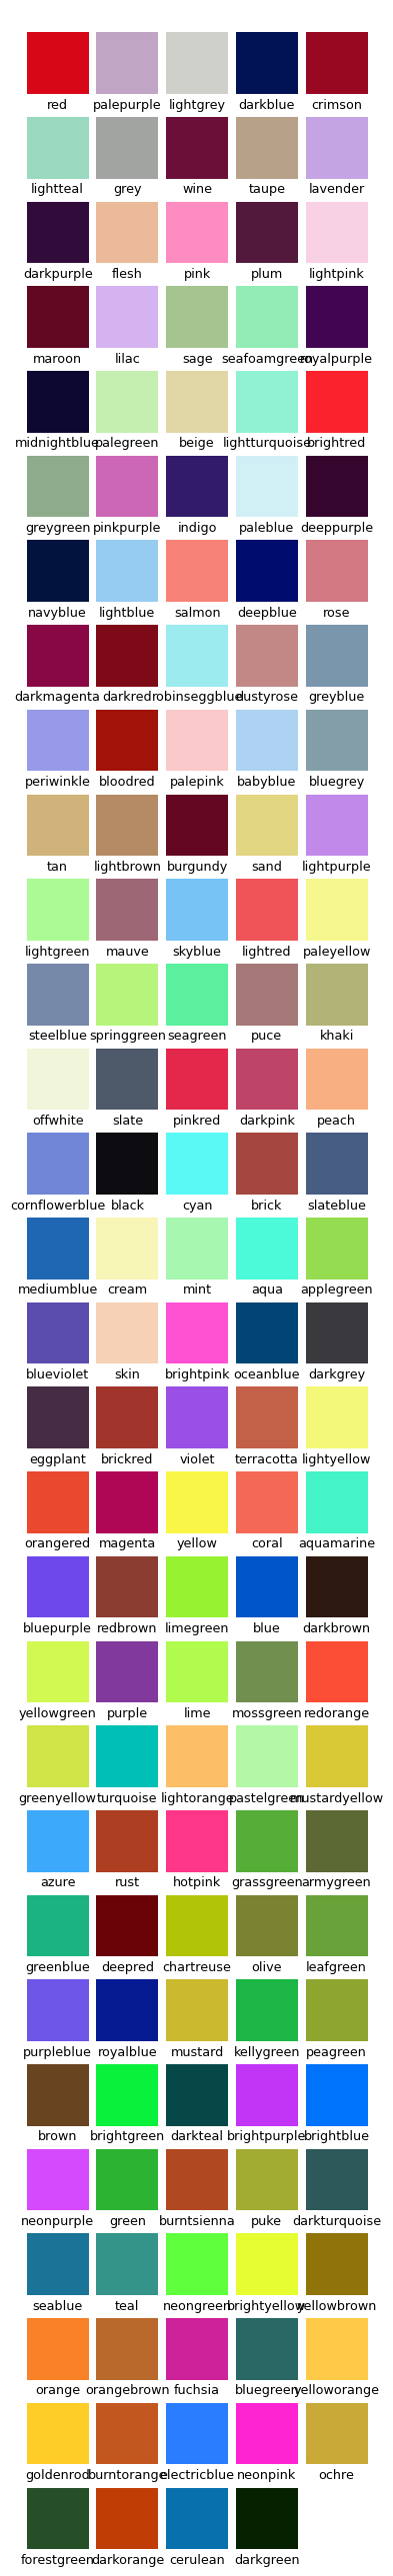 red palepurple lightgrey darkblue crimson
lightteal grey wine taupe lavender
darkpurple flesh pink plum lightpink
maroon lilac sage seafoamgreen royalpurple
midnightblue palegreen beige lightturquoise brightred
greygreen pinkpurple indigo paleblue deeppurple
navyblue lightblue salmon deepblue rose
darkmagenta darkred robinseggblue dustyrose greyblue
periwinkle bloodred palepink babyblue bluegrey
tan lightbrown burgundy sand lightpurple
lightgreen mauve skyblue lightred paleyellow
steelblue springgreen seagreen puce khaki
offwhite slate pinkred darkpink peach
cornflowerblue black cyan brick slateblue
mediumblue cream mint aqua applegreen
blueviolet skin brightpink oceanblue darkgrey
eggplant brickred violet terracotta lightyellow
orangered magenta yellow coral aquamarine
bluepurple redbrown limegreen blue darkbrown
yellowgreen purple lime mossgreen redorange
greenyellow turquoise lightorange pastelgreen mustardyellow
azure rust hotpink grassgreen armygreen
greenblue deepred chartreuse olive leafgreen
purpleblue royalblue mustard kellygreen peagreen
brown brightgreen darkteal brightpurple brightblue
neonpurple green burntsienna puke darkturquoise
seablue teal neongreen brightyellow yellowbrown
orange orangebrown fuchsia bluegreen yelloworange
goldenrod burntorange electricblue neonpink ochre
forestgreen darkorange cerulean darkgreen